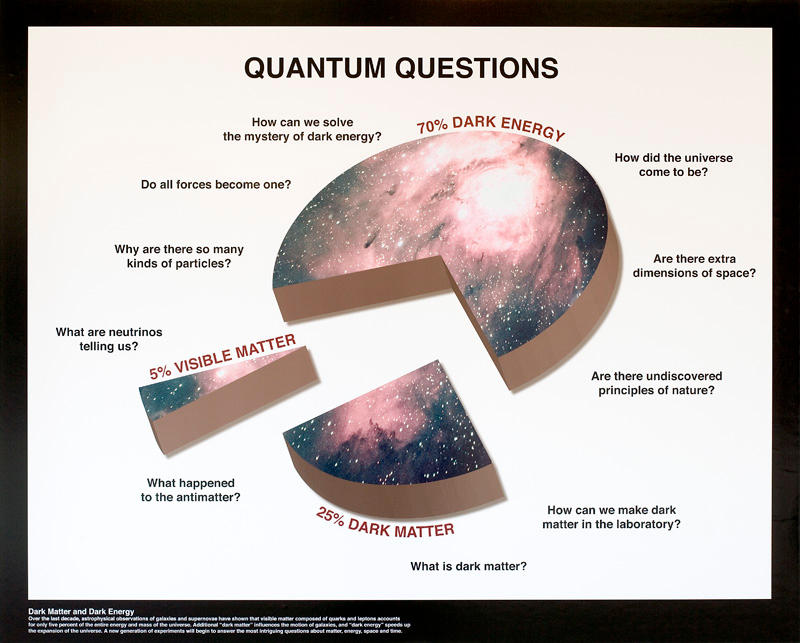 QUANTUM QUESTIONS
How can we solve
the mystery of dark energy?
70% DARK ENERGY
How did the universe
come to be?
Do all forces become one?
Why are there so many
kinds of particles?
Are there extra
dimensions of space?
What are neutrinos
telling us?
5% VISIBLE MATTER
Are there undiscovered
principles of nature?
What happened
to the antimatter?
25% DARK MATTER
How can we make dark
matter in the laboratory?
What is dark matter?
Dark Matter and Dark Energy
Over the last decade, astrophysical observations of galaxies and supernovae have shown that visible matter composed of quarks and leptons accounts
for only five percent of the entire energy and mass of the universe. Additional "dark matter" influences the motion of galaxies, and "dark energy" speeds up
the expansion of the universe. A new generation of experiments will begin to answer the most intriguing questions about matter, energy, space and time.